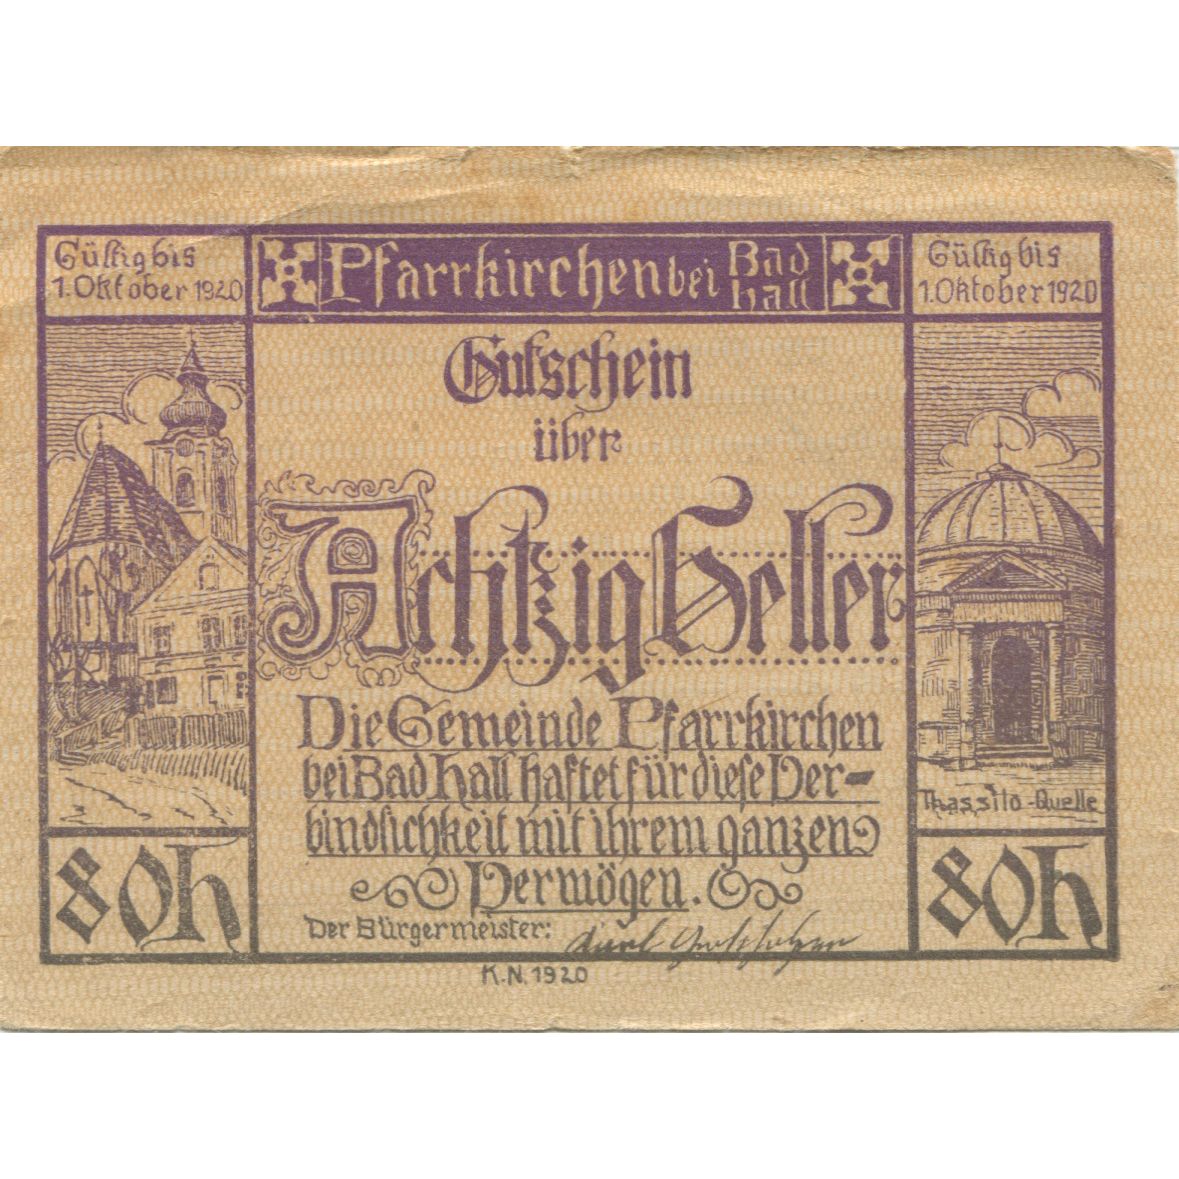 Gültig bis
1. Oktober 1920
Pfarrkirchen bei Bad Hall
Gültig bis
1. Oktober 1920
Gutschein
über
Achtzig Heller
Die Gemeinde Pfarrkirchen
bei Bad Hall haftet für diese Ver-
bindlichkeit mit ihrem ganzen
Vermögen.
Thassilo-Quelle
80h
80h
Der Bürgermeister: Karl
K.N. 1920